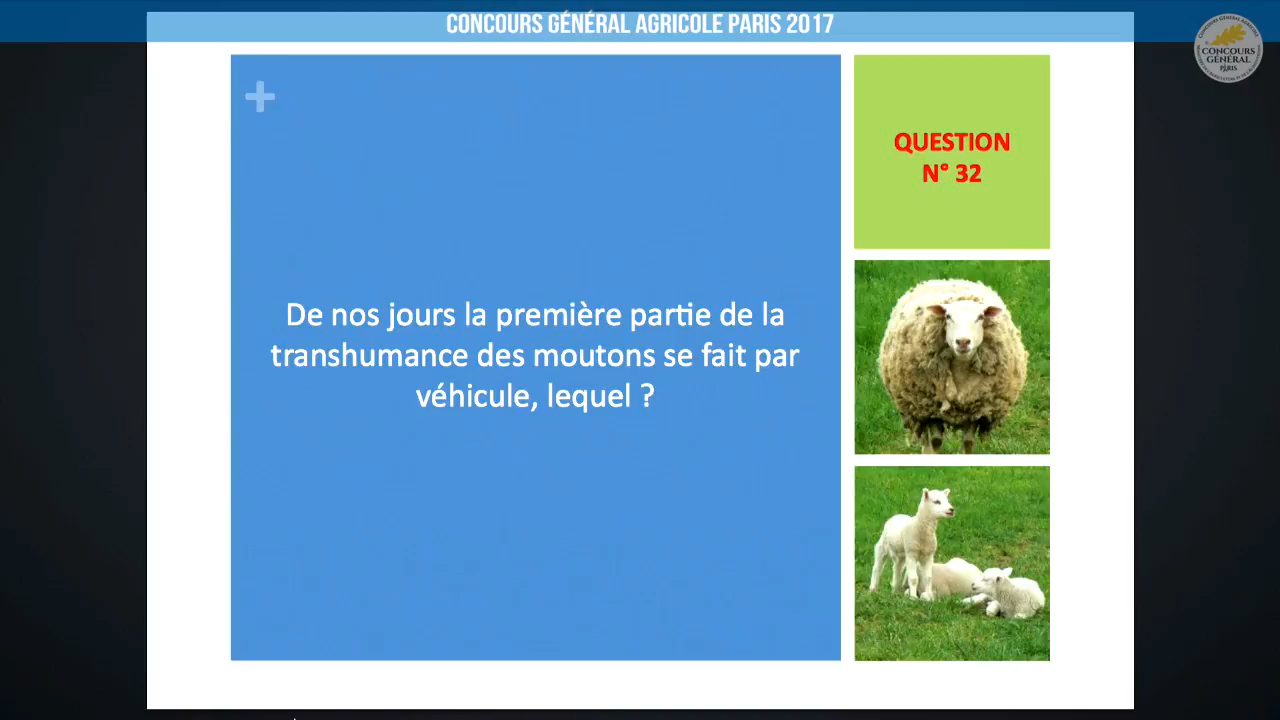 CONCOURS GÉNÉRAL AGRICOLE PARIS 2017
CONCOURS
GÉNÉRAL
PARIS
QUESTION
N° 32
De nos jours la première partie de la
transhumance des moutons se fait par
véhicule, lequel ?